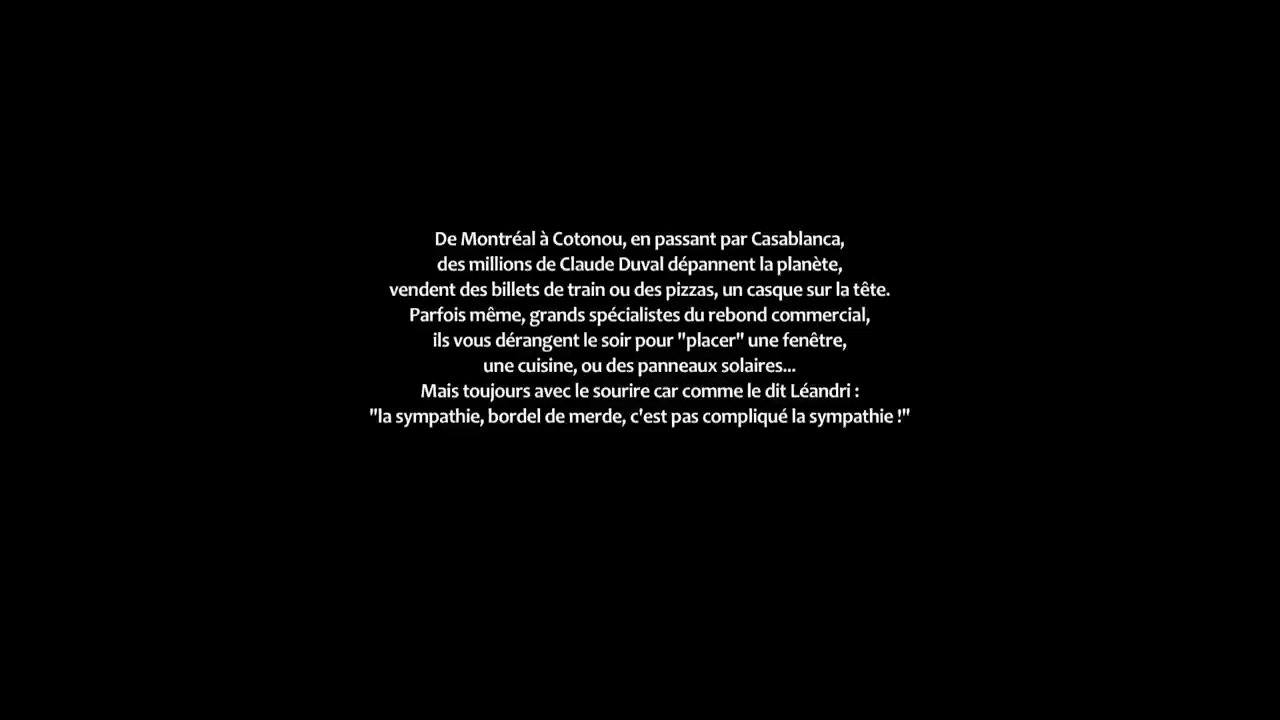 De Montréal à Cotonou, en passant par Casablanca,
des millions de Claude Duval dépannent la planète,
vendent des billets de train ou des pizzas, un casque sur la tête.
Parfois même, grands spécialistes du rebond commercial,
ils vous dérangent le soir pour "placer" une fenêtre,
une cuisine, ou des panneaux solaires...
Mais toujours avec le sourire car comme le dit Léandri :
"la sympathie, bordel de merde, c'est pas compliqué la sympathie !"